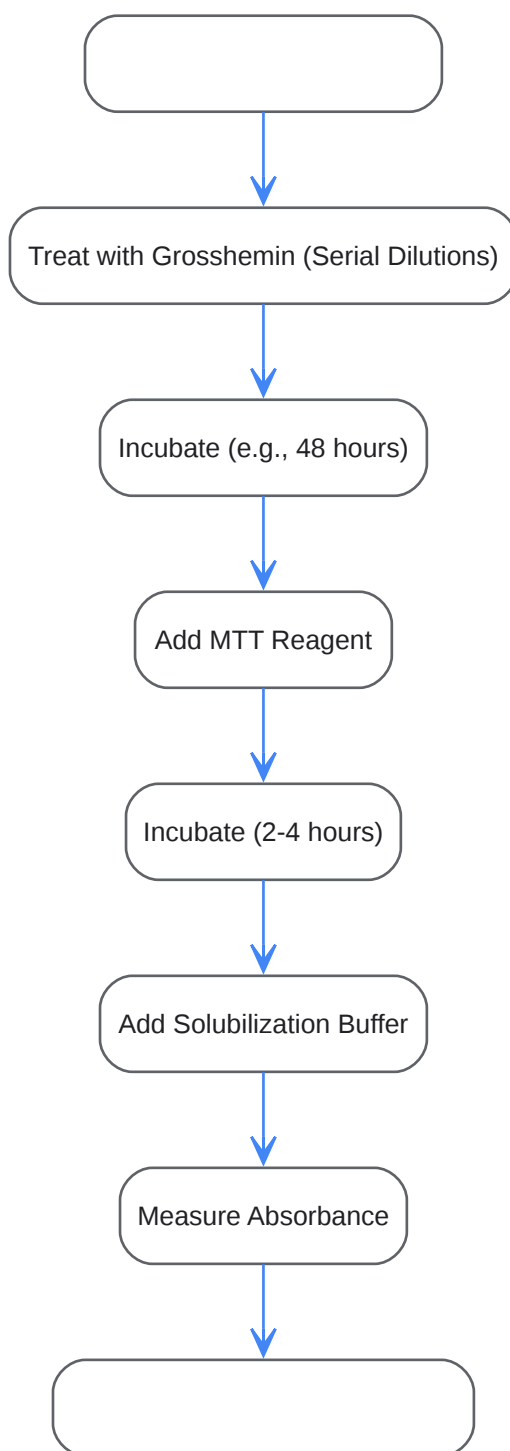 Treat with Grosshemin (Serial Dilutions)
Incubate (e.g., 48 hours)
Add MTT Reagent
Incubate (2-4 hours)
Add Solubilization Buffer
Measure Absorbance